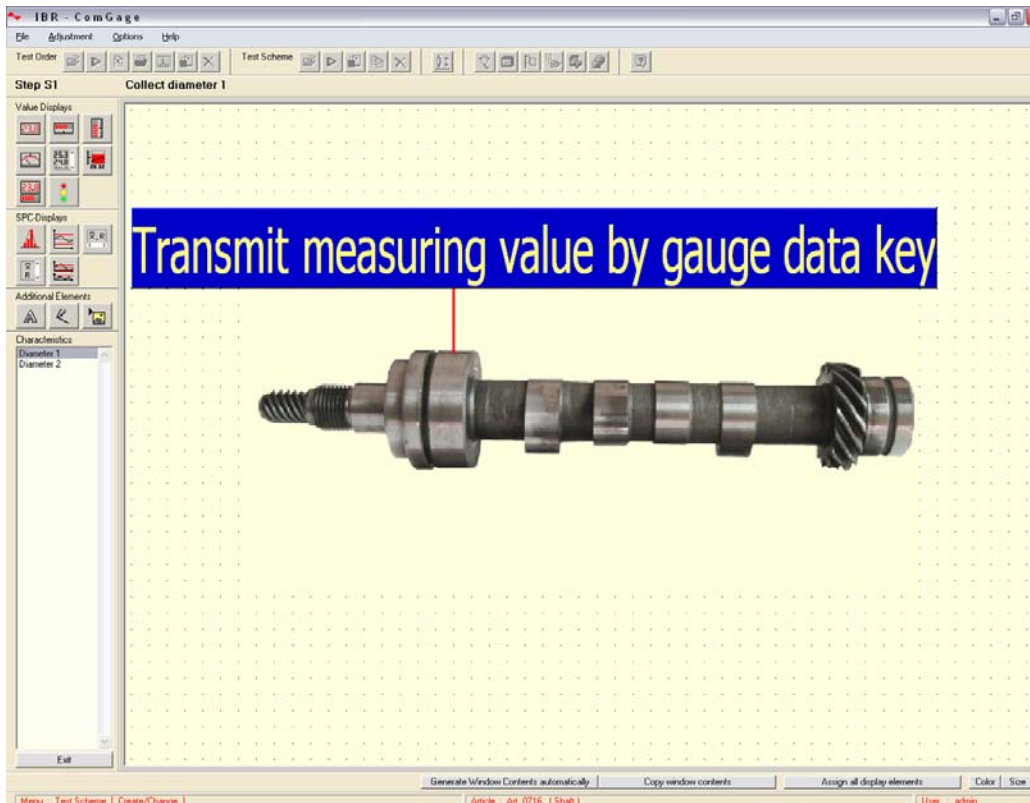 IBR - ComGage
File Adjustment Options Help
Test Order
Test Scheme
Step S1 Collect diameter 1
Value Displays
SPC-Displays
Additional Elements
Characteristics
Diameter 1
Diameter 2
Transmit measuring value by gauge data key
Exit
Generate Window Contents automatically Copy window contents Assign all display elements Color Size
Menu : Test Scheme [ Create/Change ] Article : Art. 0716 ( Shaft ) User : admin